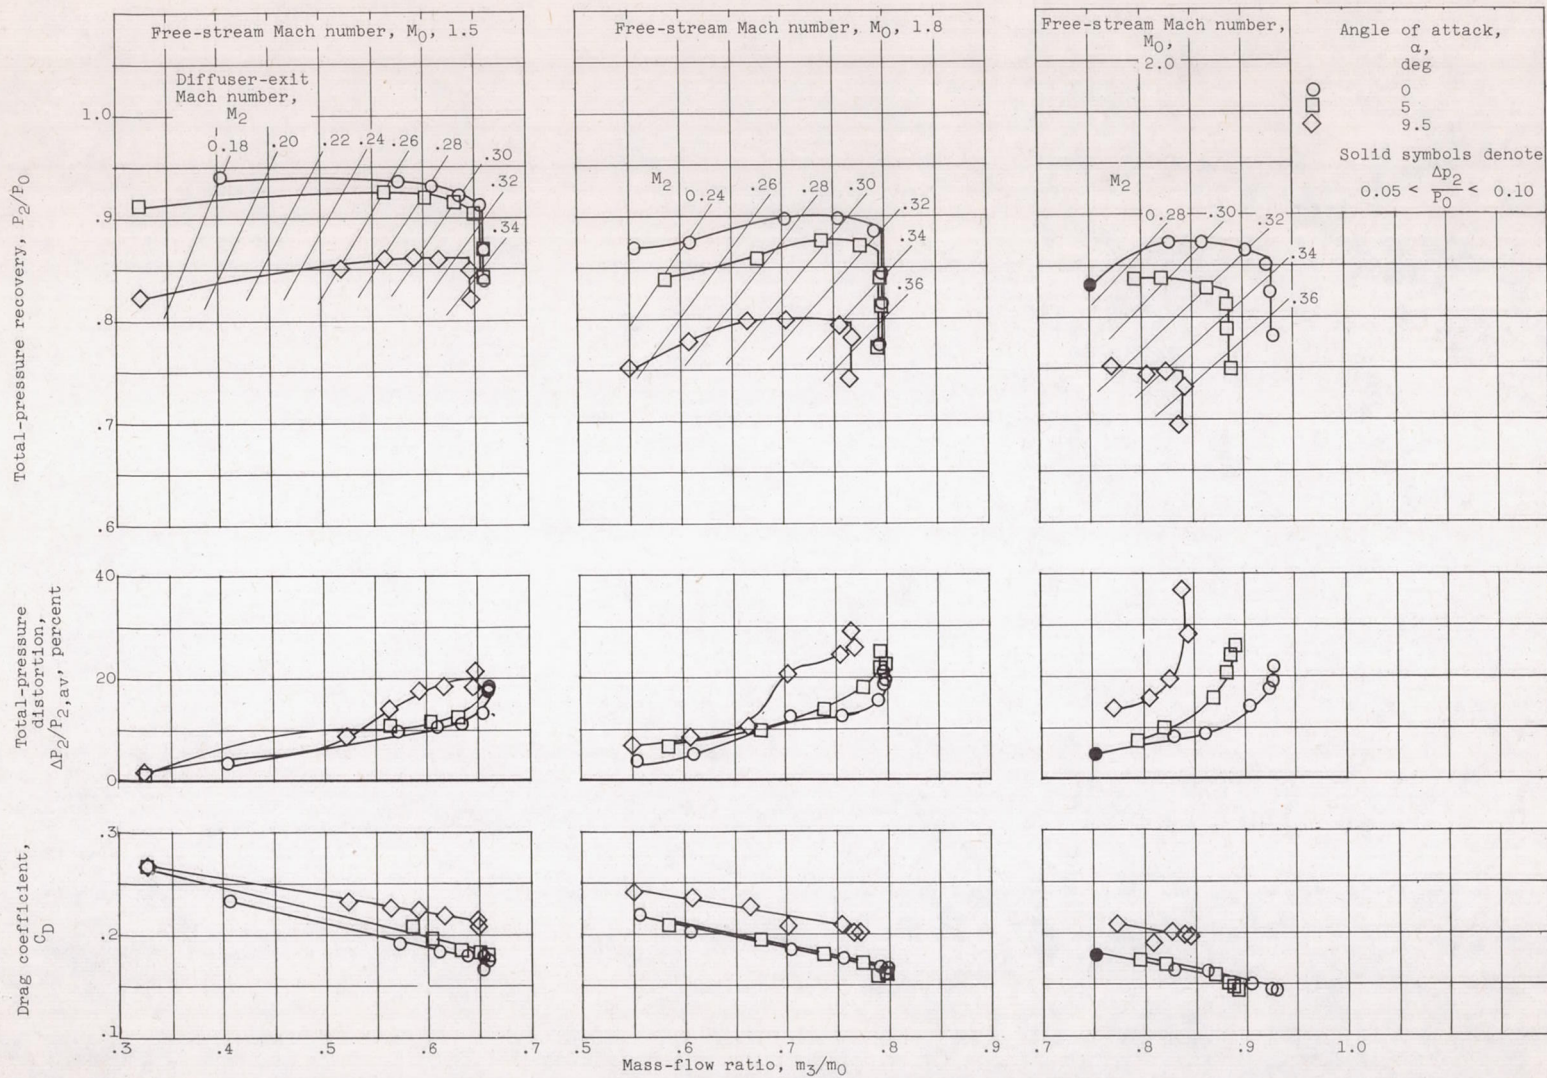 Free-stream Mach number, M0, 1.5
Diffuser-exit
Mach number,
M2
0.18
.20
.22
.24
.26
.28
.30
.32
.34
1.0
.9
.8
.7
.6
Total-pressure recovery, P2/P0
Free-stream Mach number, M0, 1.8
M2
0.24
.26
.28
.30
.32
.34
.36
Free-stream Mach number,
M0,
2.0
M2
0.28
.30
.32
.34
.36
Angle of attack,
α,
deg
0
5
9.5
Solid symbols denote
0.05 < Δp2/P0 < 0.10
Total-pressure
distortion,
ΔP2/P2,av, percent
40
20
0
Drag coefficient,
CD
.3
.2
.1
.3 .4 .5 .6 .7
.5 .6 .7 .8 .9
.7 .8 .9 1.0
Mass-flow ratio, m3/m0